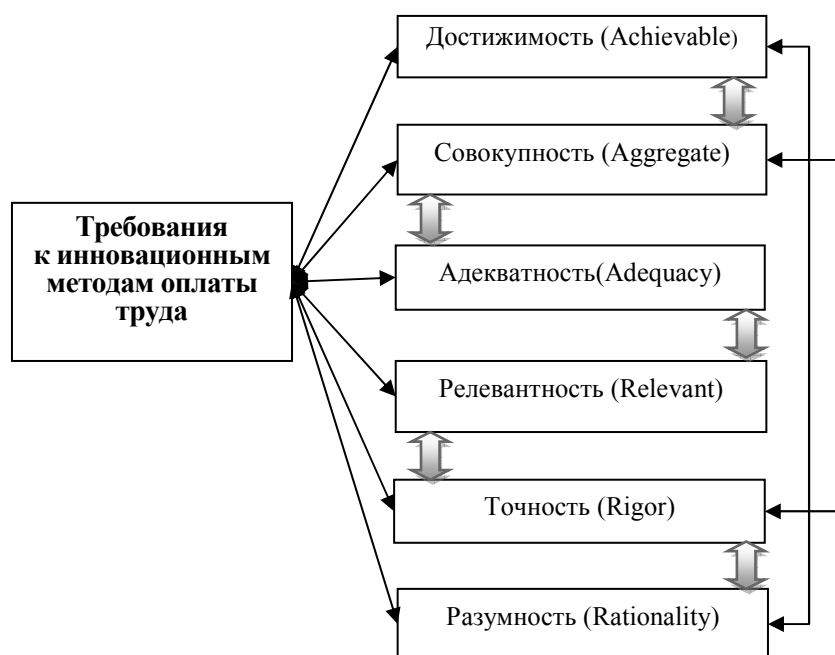 Достижимость (Achievable)
Совокупность (Aggregate)
Требования
к инновационным
методам оплаты
труда
Адекватность(Adequacy)
Релевантность (Relevant)
Точность (Rigor)
Разумность (Rationality)